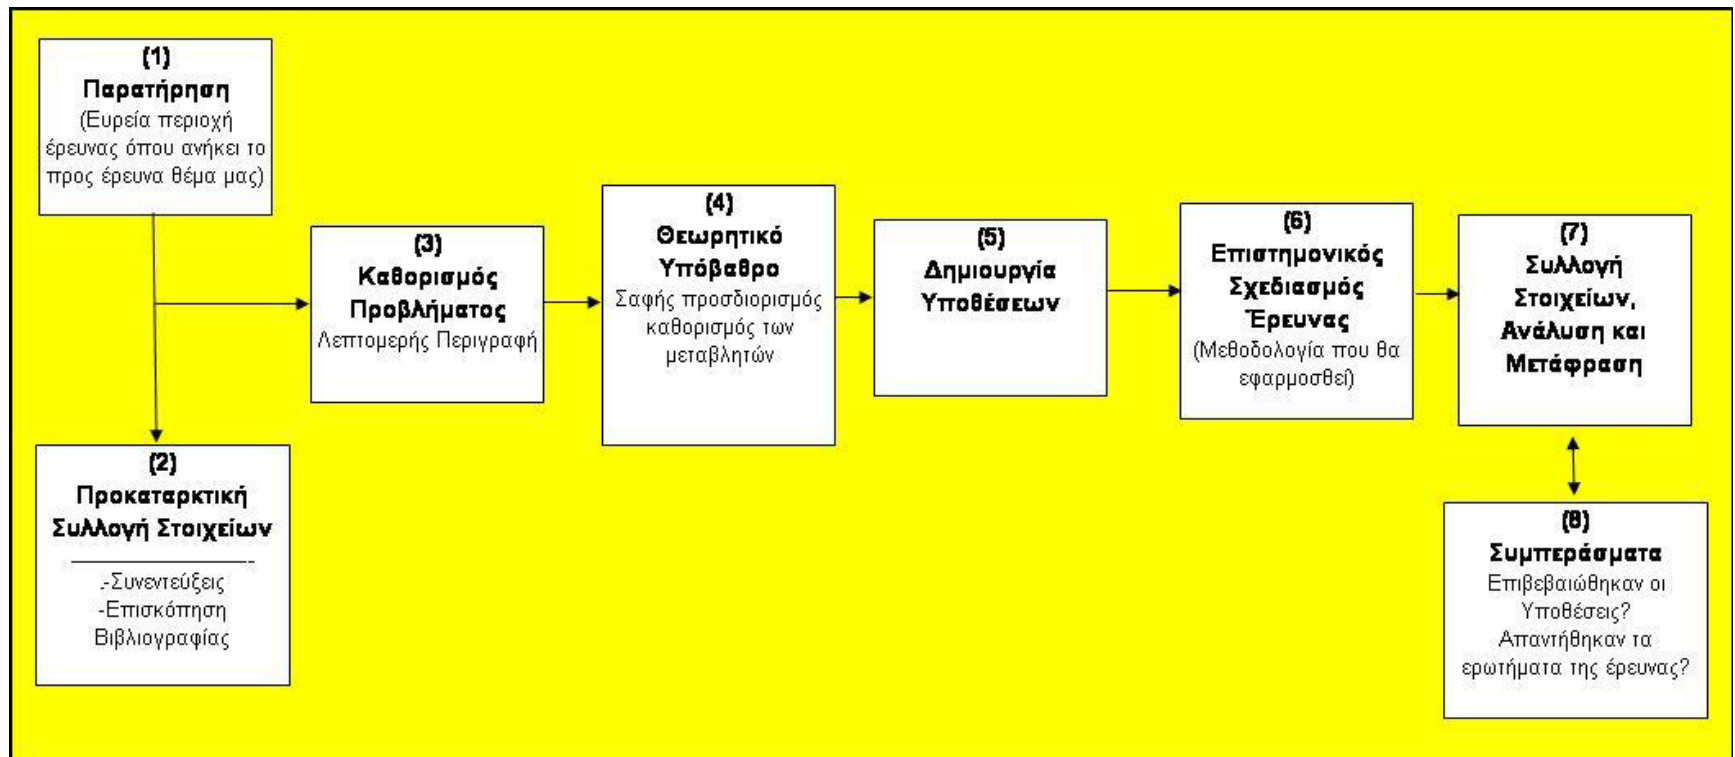 (1)
Παρατήρηση
(Ευρεία περιοχή
έρευνας όπου ανήκει το
προς έρευνα θέμα μας)
(2)
Προκαταρκτική
Συλλογή Στοιχείων
.-Συνεντεύξεις
-Επισκόπηση
Βιβλιογραφίας
(3)
Καθορισμός
Προβλήματος
Λεπτομερής Περιγραφή
(4)
Θεωρητικό
Υπόβαθρο
Σαφής προσδιορισμός
καθορισμός των
μεταβλητών
(5)
Δημιουργία
Υποθέσεων
(6)
Επιστημονικός
Σχεδιασμός
Έρευνας
(Μεθοδολογία που θα
εφαρμοσθεί)
(7)
Συλλογή
Στοιχείων,
Ανάλυση και
Μετάφραση
(8)
Συμπεράσματα
Επιβεβαιώθηκαν οι
Υποθέσεις?
Απαντήθηκαν τα
ερωτήματα της έρευνας?